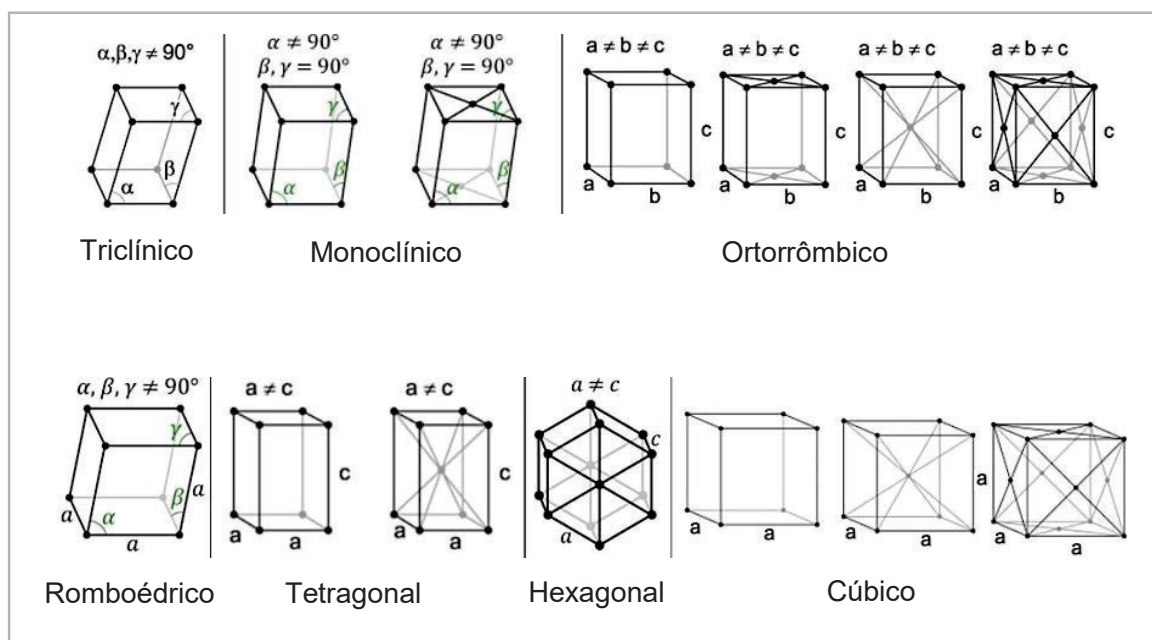 α,β,γ ≠ 90°
γ
β
α
Triclínico
α ≠ 90°
β, γ = 90°
γ
β
α
α ≠ 90°
β, γ = 90°
γ
β
α
Monoclínico
a ≠ b ≠ c
c
a
b
a ≠ b ≠ c
c
a
b
a ≠ b ≠ c
c
a
b
a ≠ b ≠ c
c
a
b
Ortorrômbico
α, β, γ ≠ 90°
γ
β
a
a
α
a
Romboédrico
a ≠ c
c
a
a
a ≠ c
c
a
a
Tetragonal
a ≠ c
c
a
Hexagonal
a
a
a
a
a
a
a
Cúbico